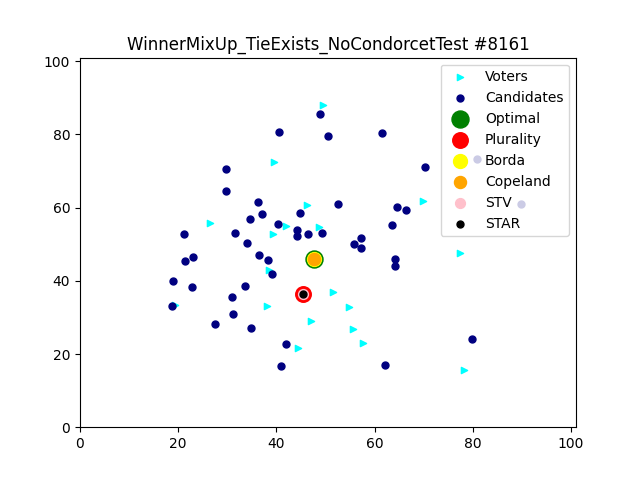 WinnerMixUp_TieExists_NoCondorcetTest #8161
100
80
60
40
20
0
0 20 40 60 80 100
Voters
Candidates
Optimal
Plurality
Borda
Copeland
STV
STAR